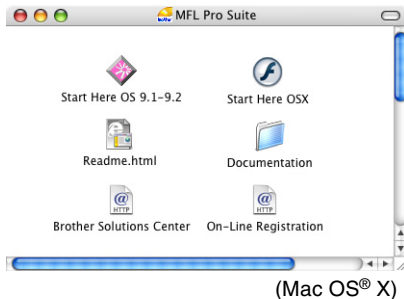 MFL Pro Suite
Start Here OS 9.1-9.2
Start Here OSX
Readme.html
Documentation
@
HTTP
@
HTTP
Brother Solutions Center
On-Line Registration
(Mac OS® X)